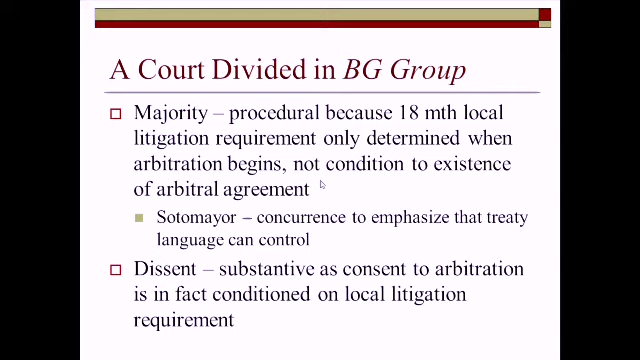 A Court Divided in BG Group
Majority – procedural because 18 mth local
litigation requirement only determined when
arbitration begins, not condition to existence
of arbitral agreement
Sotomayor – concurrence to emphasize that treaty
language can control
Dissent – substantive as consent to arbitration
is in fact conditioned on local litigation
requirement